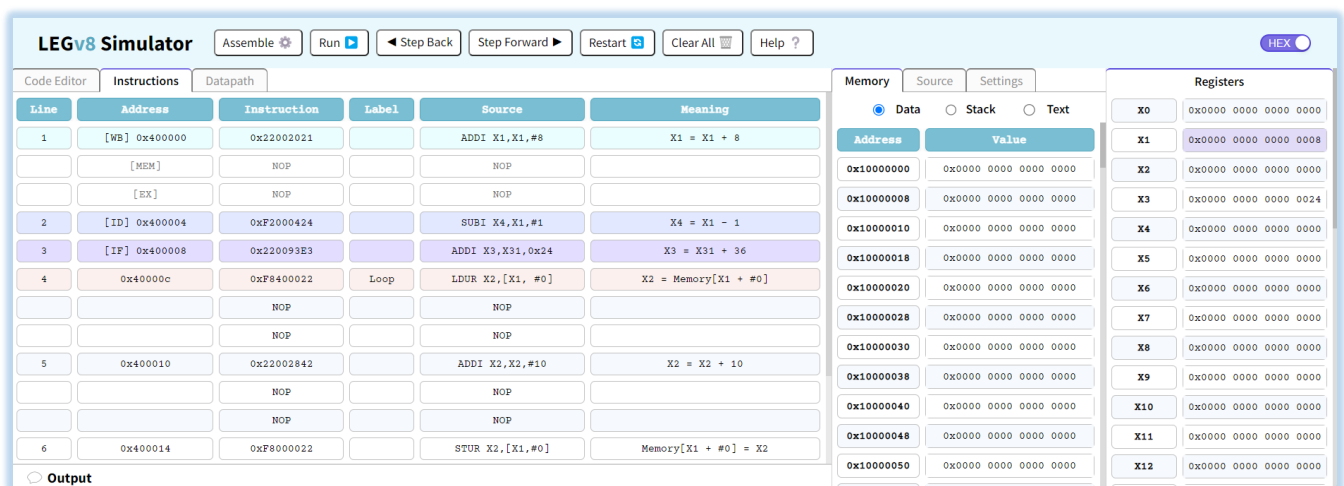 LEGv8 Simulator Assemble Run Step Back Step Forward Restart Clear All Help ? HEX
Code Editor Instructions Datapath Memory Source Settings Registers
Line Address Instruction Label Source Meaning
1 [WB] 0x400000 0x22002021 ADDI X1,X1,#8 X1 = X1 + 8
[MEM] NOP NOP
[EX] NOP NOP
2 [ID] 0x400004 0xF2000424 SUBI X4,X1,#1 X4 = X1 - 1
3 [IF] 0x400008 0x220093E3 ADDI X3,X31,0x24 X3 = X31 + 36
4 0x40000c 0xF8400022 Loop LDUR X2,[X1, #0] X2 = Memory[X1 + #0]
NOP NOP
NOP NOP
5 0x400010 0x22002842 ADDI X2,X2,#10 X2 = X2 + 10
NOP NOP
NOP NOP
6 0x400014 0xF8000022 STUR X2,[X1,#0] Memory[X1 + #0] = X2
Output
Data Stack Text
Address Value
0x10000000 0x0000 0000 0000 0000
0x10000008 0x0000 0000 0000 0000
0x10000010 0x0000 0000 0000 0000
0x10000018 0x0000 0000 0000 0000
0x10000020 0x0000 0000 0000 0000
0x10000028 0x0000 0000 0000 0000
0x10000030 0x0000 0000 0000 0000
0x10000038 0x0000 0000 0000 0000
0x10000040 0x0000 0000 0000 0000
0x10000048 0x0000 0000 0000 0000
0x10000050 0x0000 0000 0000 0000
X0 0x0000 0000 0000 0000
X1 0x0000 0000 0000 0008
X2 0x0000 0000 0000 0000
X3 0x0000 0000 0000 0024
X4 0x0000 0000 0000 0000
X5 0x0000 0000 0000 0000
X6 0x0000 0000 0000 0000
X7 0x0000 0000 0000 0000
X8 0x0000 0000 0000 0000
X9 0x0000 0000 0000 0000
X10 0x0000 0000 0000 0000
X11 0x0000 0000 0000 0000
X12 0x0000 0000 0000 0000